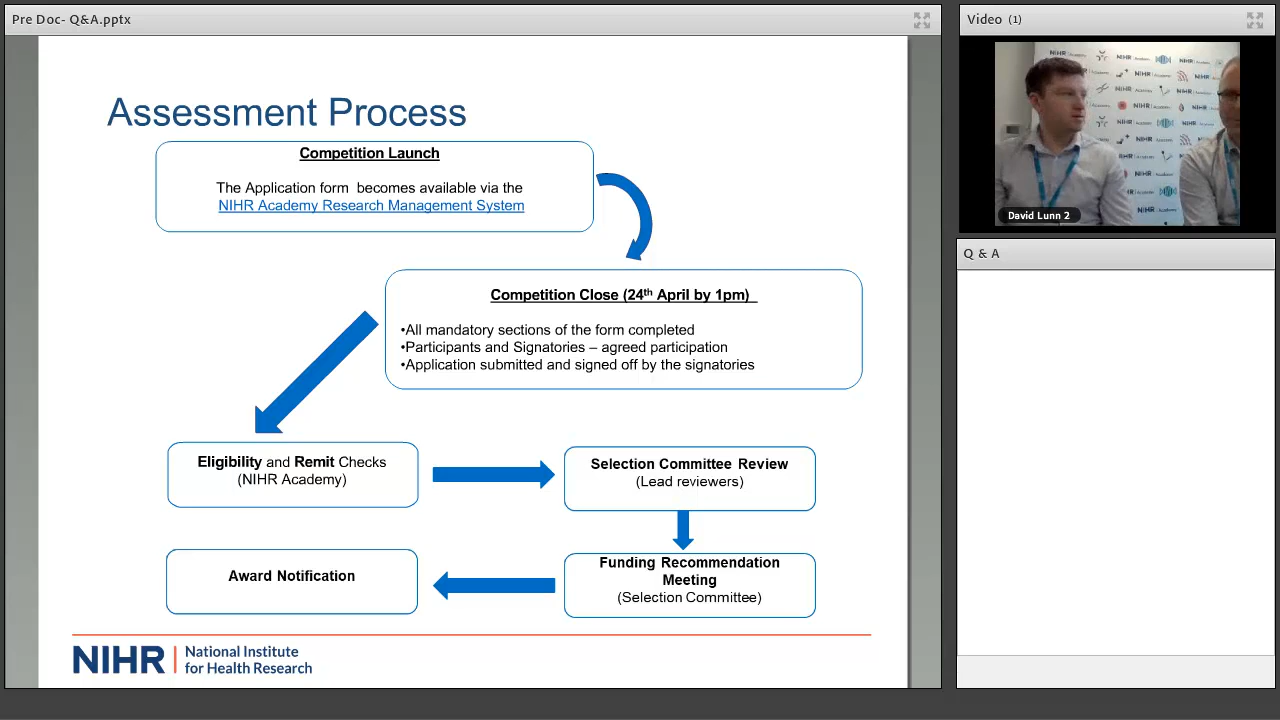 Pre Doc- Q&A.pptx
Assessment Process
Competition Launch
The Application form becomes available via the
NIHR Academy Research Management System
Competition Close (24th April by 1pm)
•All mandatory sections of the form completed
•Participants and Signatories – agreed participation
•Application submitted and signed off by the signatories
Eligibility and Remit Checks
(NIHR Academy)
Selection Committee Review
(Lead reviewers)
Award Notification
Funding Recommendation
Meeting
(Selection Committee)
NIHR | National Institute
for Health Research
Video (1)
David Lunn 2
Q & A